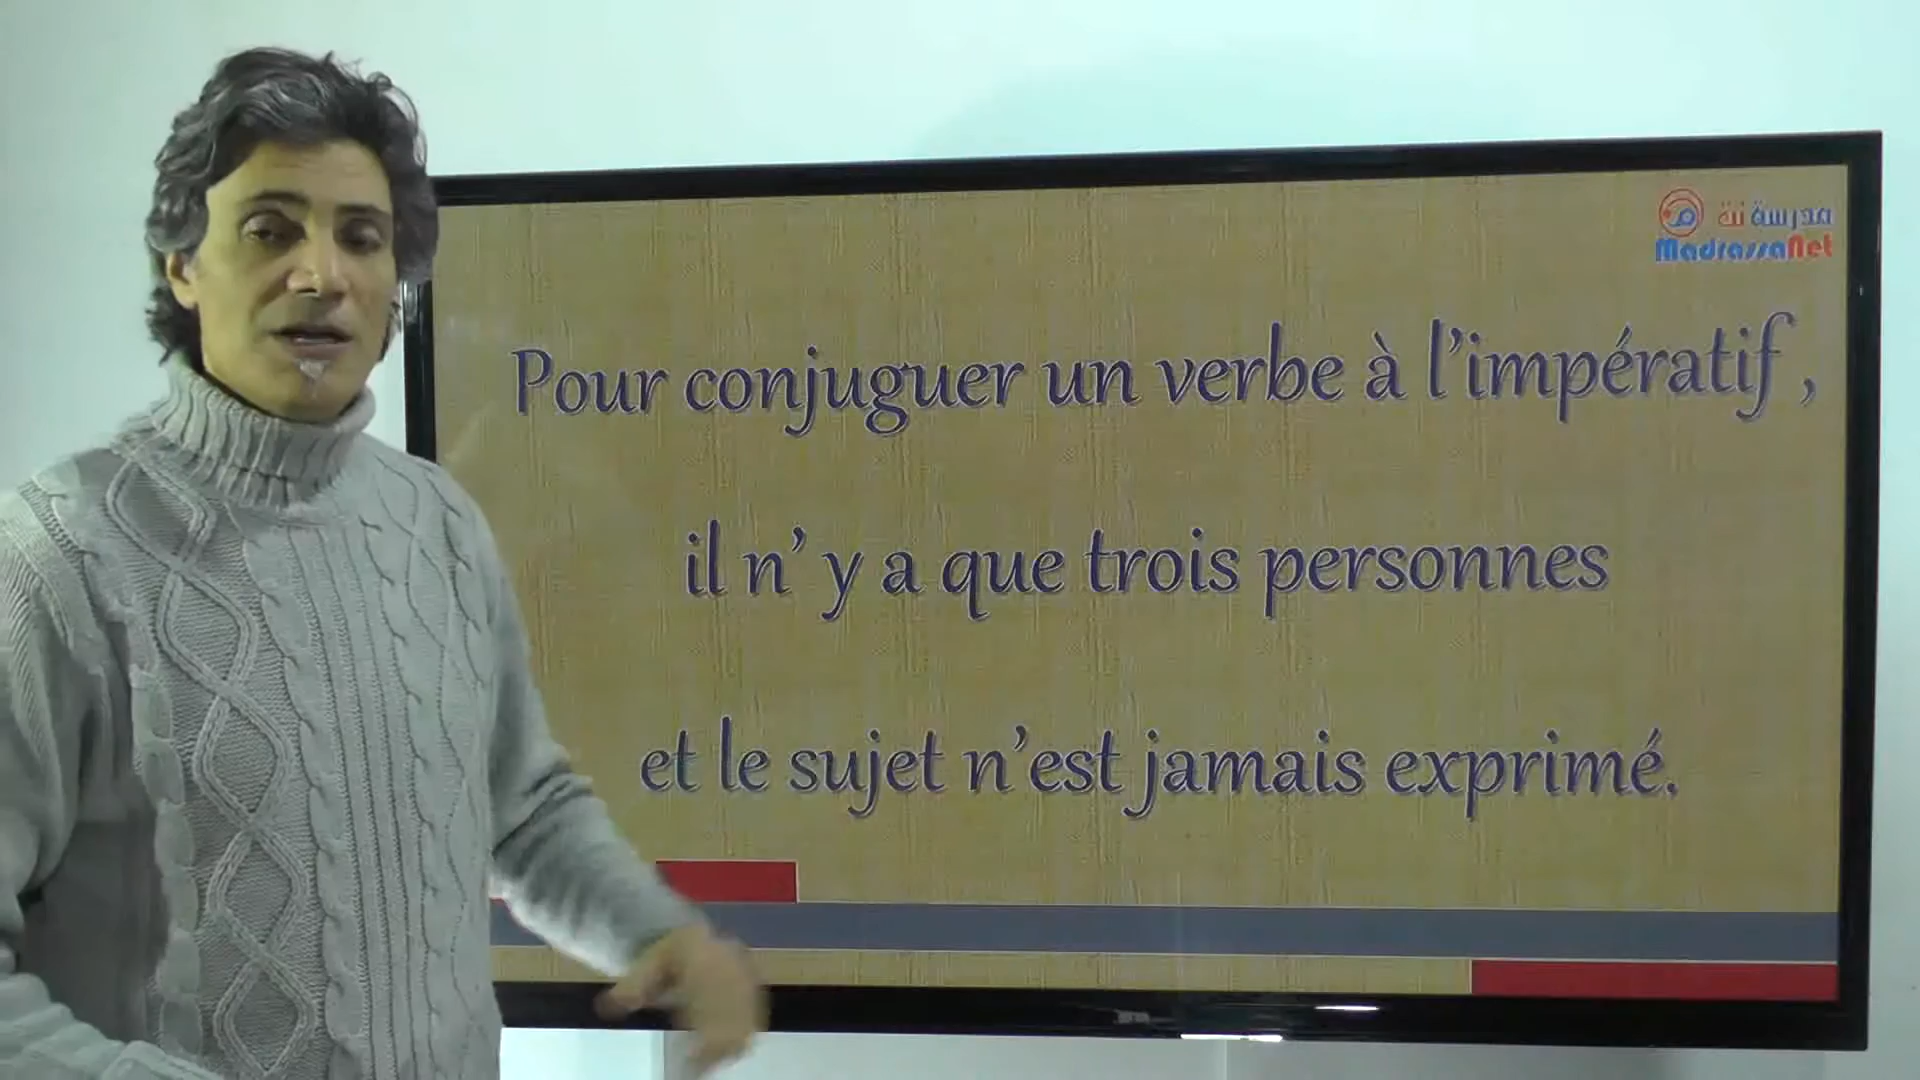 مدرسة نت
MadrassaNet
Pour conjuguer un verbe à l'impératif ,
il n' y a que trois personnes
et le sujet n'est jamais exprimé.